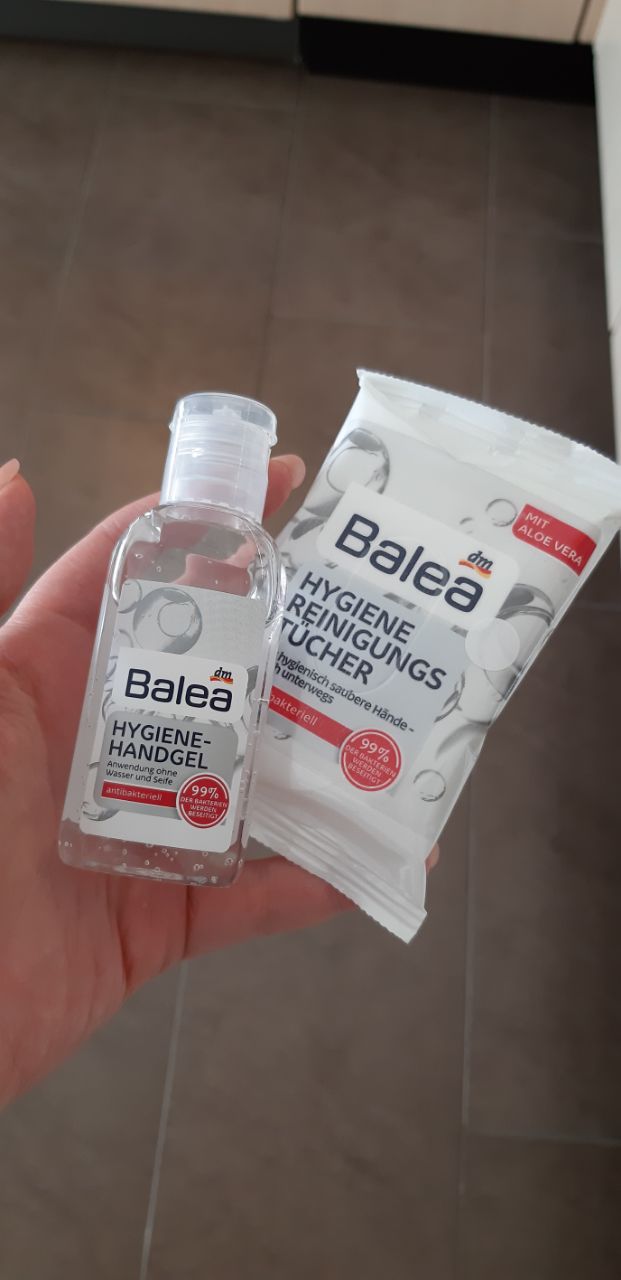 dm
Balea
HYGIENE-
HANDGEL
Anwendung ohne
Wasser und Seife
antibakteriell
99%
DER BAKTERIEN
WERDEN
BESEITIGT
MIT
ALOE VERA
dm
Balea
HYGIENE
REINIGUNGS
TÜCHER
hygienisch saubere Hände –
unterwegs
bakteriell
99%
DER BAKTERIEN
WERDEN
BESEITIGT